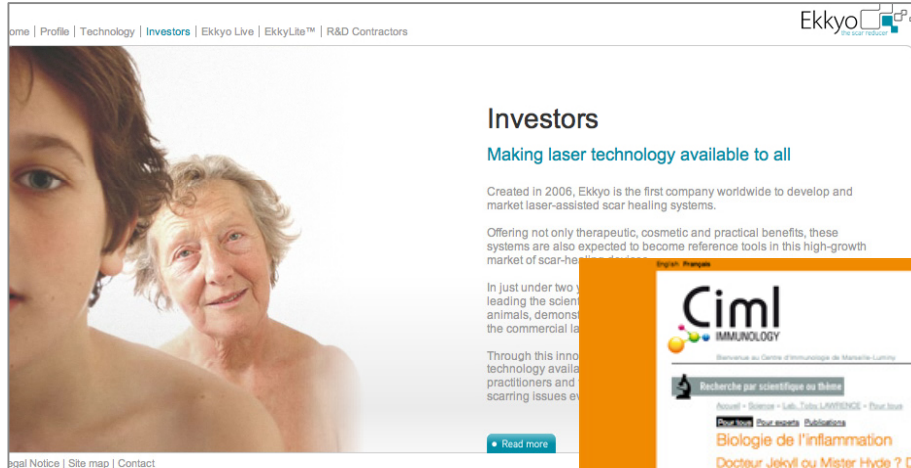 ome | Profile | Technology | Investors | Ekkyo Live | EkkyLite™ | R&D Contractors
Ekkyo
the scar reducer
Investors
Making laser technology available to all
Created in 2006, Ekkyo is the first company worldwide to develop and
market laser-assisted scar healing systems.
Offering not only therapeutic, cosmetic and practical benefits, these
systems are also expected to become reference tools in this high-growth
market of scar-healing devices.
In just under two y
leading the scient
animals, demonst
the commercial la
Through this inno
technology availa
practitioners and
scarring issues ev
Read more
egal Notice | Site map | Contact
English Français
Ciml
IMMUNOLOGY
Bienvenue au Centre d'Immunologie de Marseille-Luminy
Recherche par scientifique ou thème
Accueil - Science - Lab. Toby LAWRENCE - Pour tous
Pour tous Pour experts Publications
Biologie de l'inflammation
Docteur Jekyll ou Mister Hyde ? D